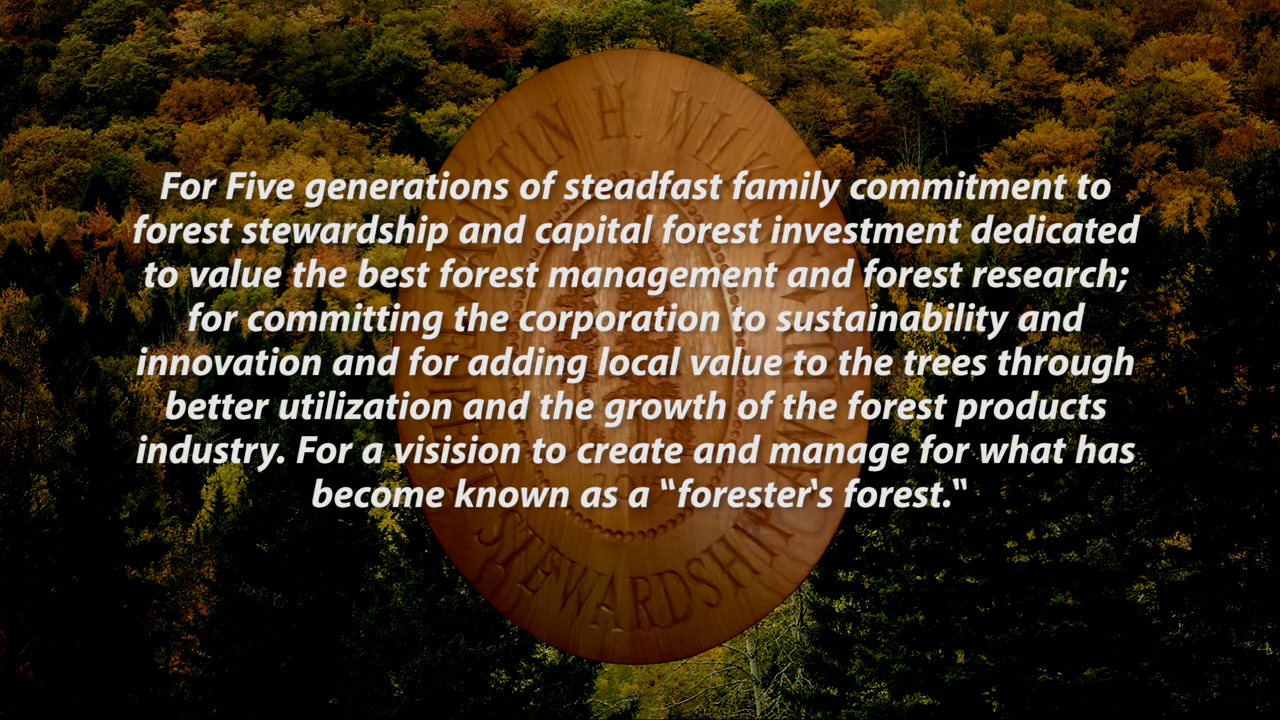 For Five generations of steadfast family commitment to
forest stewardship and capital forest investment dedicated
to value the best forest management and forest research;
for committing the corporation to sustainability and
innovation and for adding local value to the trees through
better utilization and the growth of the forest products
industry. For a visision to create and manage for what has
become known as a "forester's forest."
H.
STEWARDSHIP